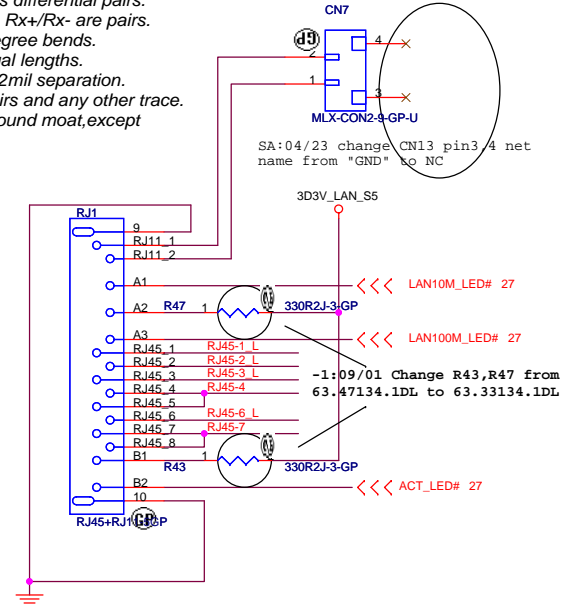 s differential pairs.
Rx+/Rx- are pairs.
egree bends.
al lengths.
2mil separation.
irs and any other trace.
ound moat,except
CN7
GP
4
2
1
3
MLX-CON2-9-GP-U
SA:04/23 change CN13 pin3,4 net
name from "GND" to NC
3D3V_LAN_S5
RJ1
9
RJ11_1
RJ11_2
A1
LAN10M_LED# 27
A2 R47 1 330R2J-3-GP
A3
LAN100M_LED# 27
RJ45_1 RJ45-1_L
RJ45_2 RJ45-2_L
RJ45_3 RJ45-3_L
RJ45_4 RJ45-4
RJ45_5
RJ45_6 RJ45-6_L
RJ45_7 RJ45-7
RJ45_8
-1:09/01 Change R43,R47 from
63.47134.1DL to 63.33134.1DL
B1 R43 1 330R2J-3-GP
B2
ACT_LED# 27
10
GP